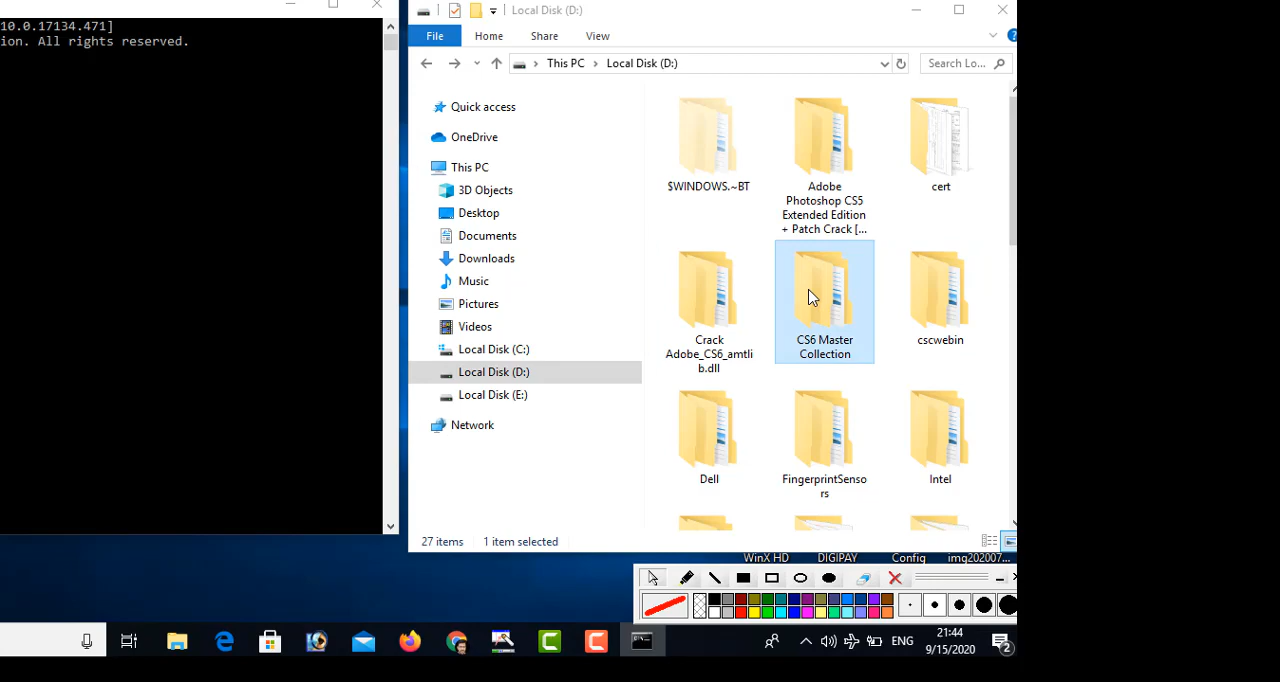 10.0.17134.471]
ion. All rights reserved.
Local Disk (D:)
File Home Share View
This PC Local Disk (D:)
Search Lo...
Quick access
OneDrive
This PC
3D Objects
Desktop
Documents
Downloads
Music
Pictures
Videos
Local Disk (C:)
Local Disk (D:)
Local Disk (E:)
Network
$WINDOWS.~BT
Adobe
Photoshop CS5
Extended Edition
+ Patch Crack [...
cert
Crack
Adobe_CS6_amtli
b.dll
CS6 Master
Collection
cscwebin
Dell
FingerprintSenso
rs
Intel
27 items 1 item selected
WinX HD DIGIPAY Config img202007...
ENG
21:44
9/15/2020
2